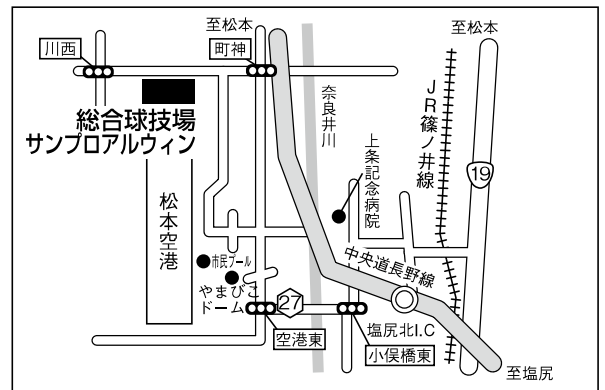 至松本
至松本
川西
町神
総合球技場
サンプロアルウィン
奈良井川
JR篠ノ井線
上条記念病院
19
松本空港
市民プール
やまびこ
ドーム
27
中央道長野線
空港東
塩尻北I.C
小俣橋東
至塩尻